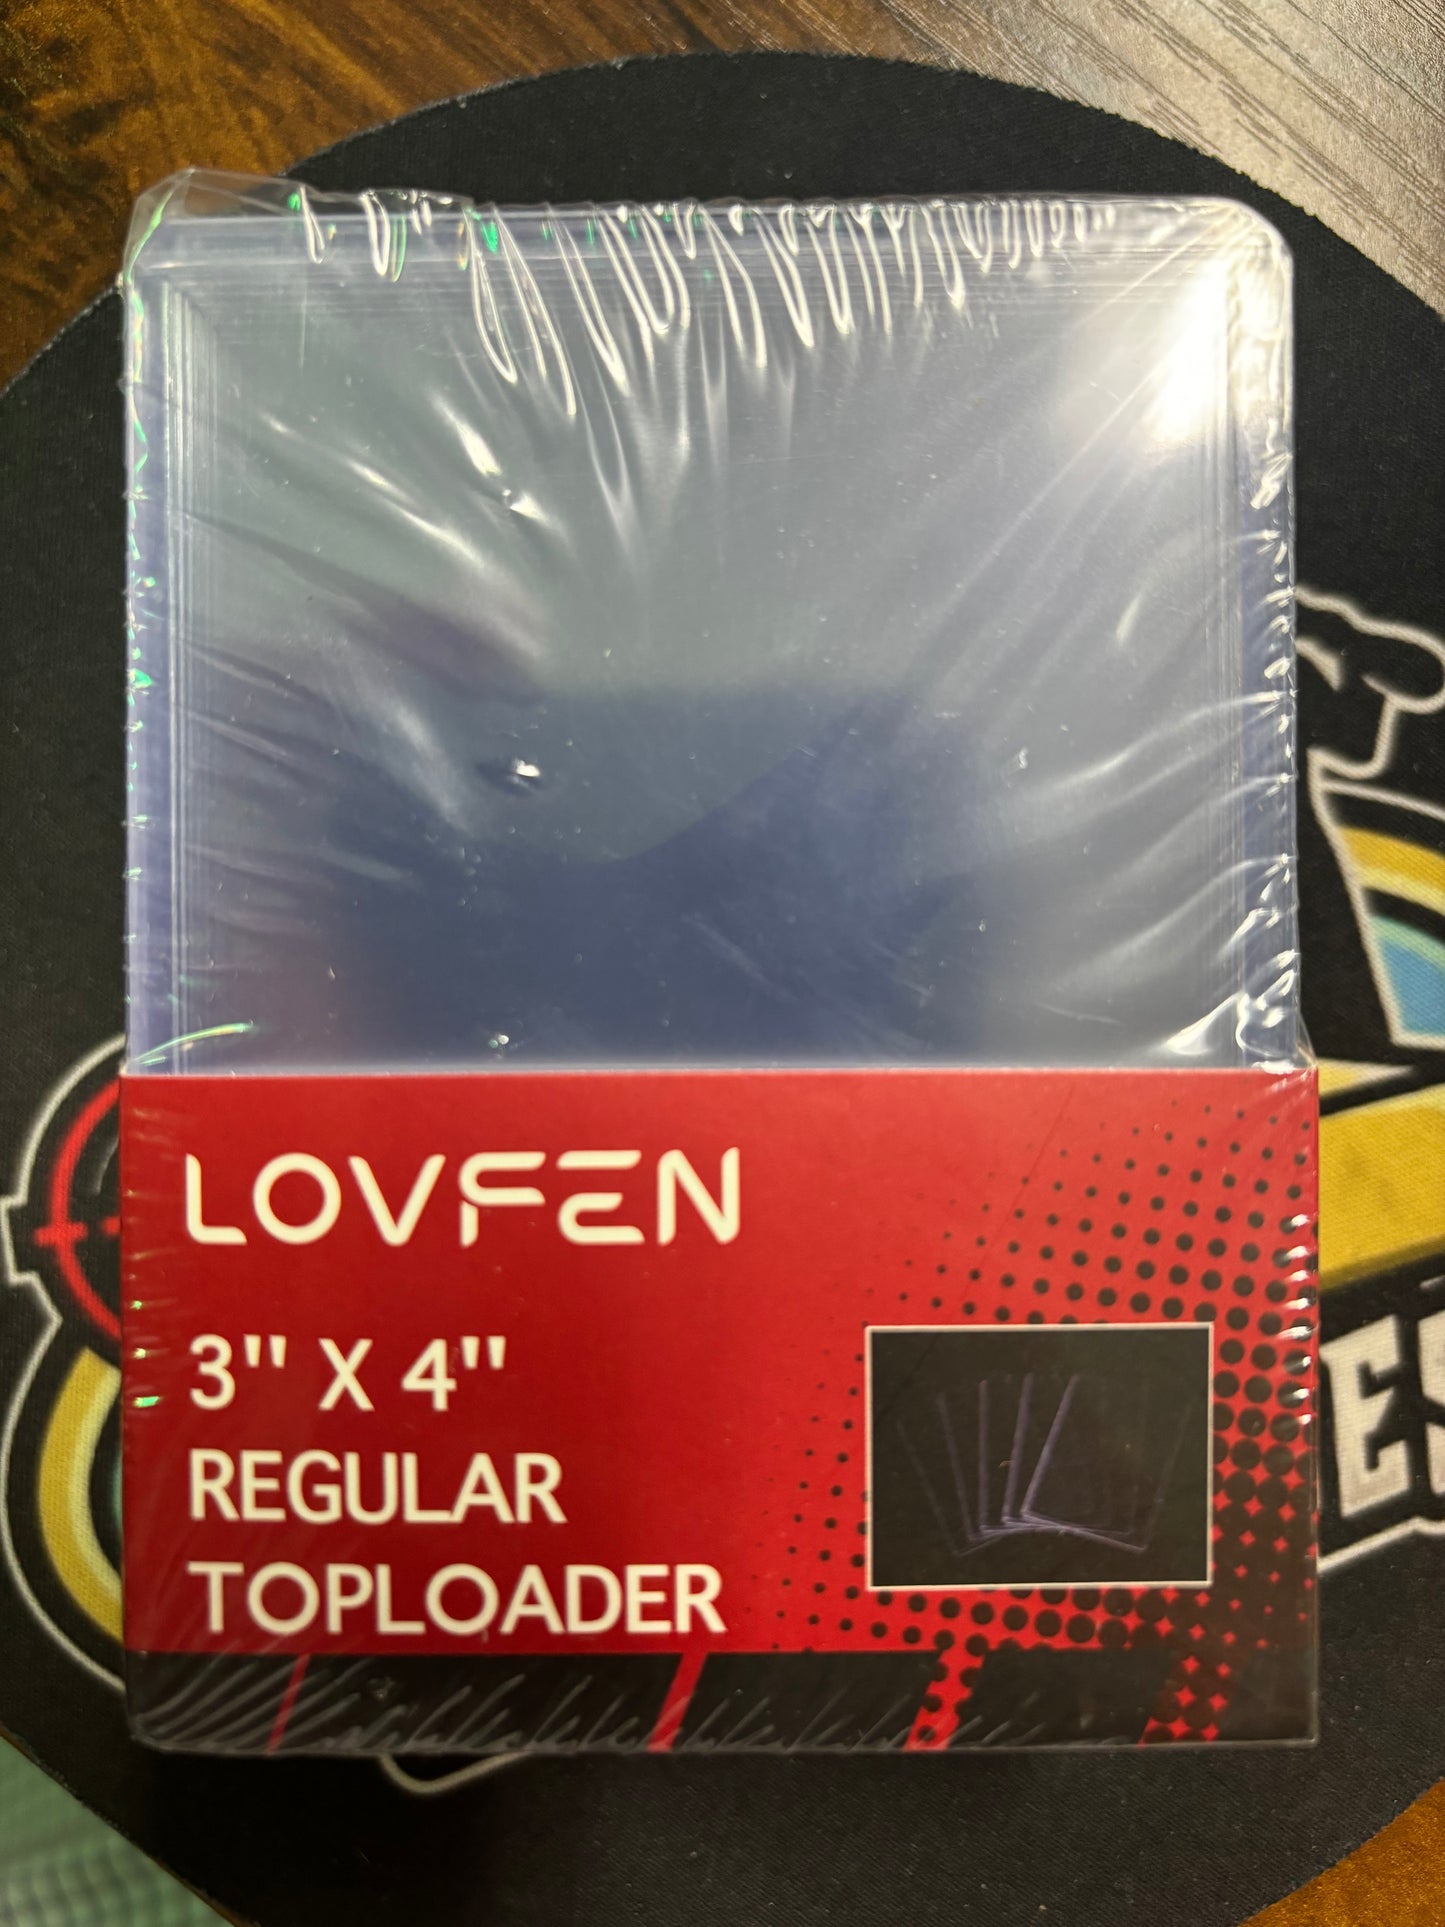 LOVFEN
3" X 4"
REGULAR
TOPLOADER